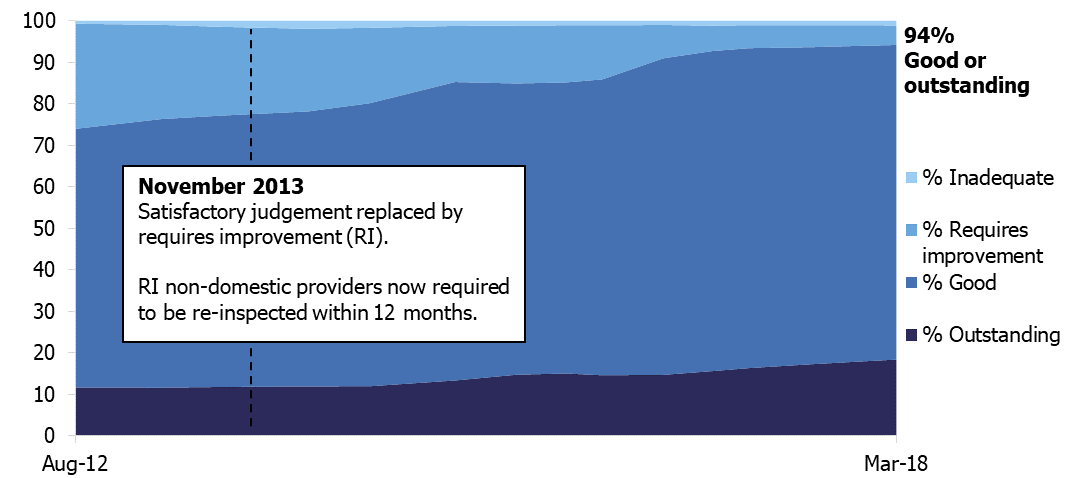 100
90
80
70
60
50
40
30
20
10
0
Aug-12
Mar-18
November 2013
Satisfactory judgement replaced by
requires improvement (RI).
RI non-domestic providers now required
to be re-inspected within 12 months.
94%
Good or
outstanding
% Inadequate
% Requires
improvement
% Good
% Outstanding